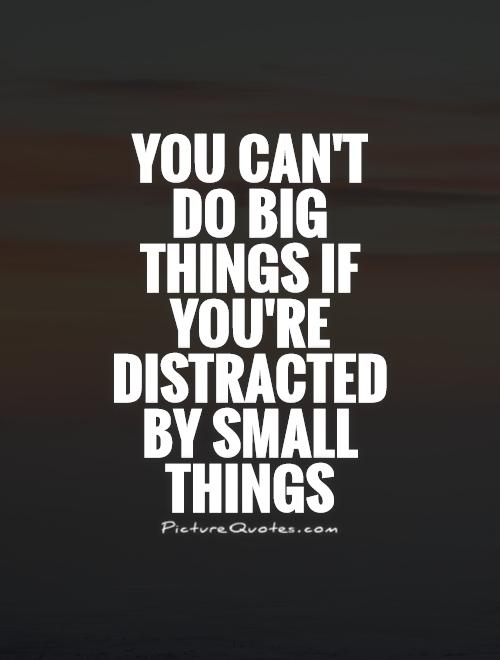 YOU CAN'T
DO BIG
THINGS IF
YOU'RE
DISTRACTED
BY SMALL
THINGS
PictureQuotes.com